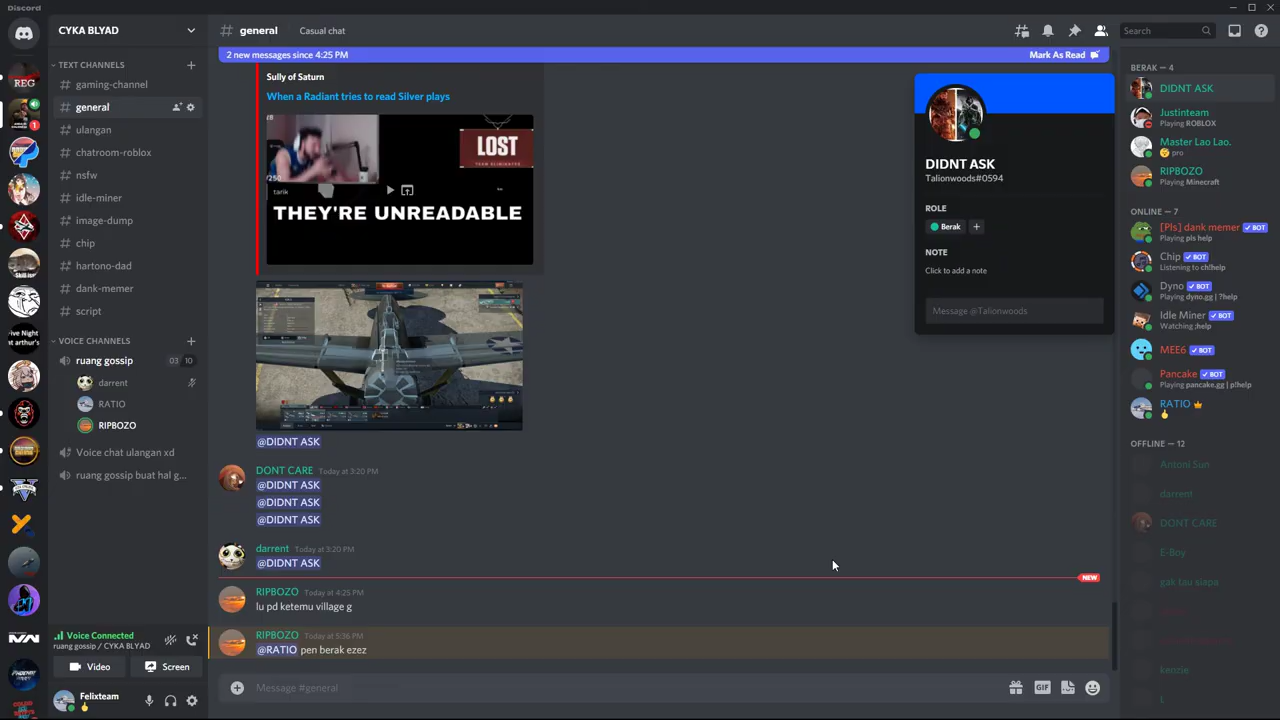 Discord
CYKA BLYAD
general
Casual chat
Search
2 new messages since 4:25 PM
Mark As Read
TEXT CHANNELS
gaming-channel
general
ulangan
chatroom-roblox
nsfw
idle-miner
image-dump
chip
hartono-dad
dank-memer
script
VOICE CHANNELS
ruang gossip
03 10
darrent
RATIO
RIPBOZO
Voice chat ulangan xd
ruang gossip buat hal g...
Voice Connected
ruang gossip / CYKA BLYAD
Video
Screen
Felixteam
REG
1
Sully of Saturn
When a Radiant tries to read Silver plays
LOST
TEAM ELIMINATED
tarik
THEY'RE UNREADABLE
@DIDNT ASK
DONT CARE Today at 3:20 PM
@DIDNT ASK
@DIDNT ASK
@DIDNT ASK
darrent Today at 3:20 PM
@DIDNT ASK
NEW
RIPBOZO Today at 4:25 PM
lu pd ketemu village g
RIPBOZO Today at 5:36 PM
@RATIO pen berak ezez
Message #general
GIF
DIDNT ASK
Talionwoods#0594
ROLE
Berak
NOTE
Click to add a note
Message @Talionwoods
BERAK — 4
DIDNT ASK
Justinteam
Playing ROBLOX
Master Lao Lao.
pro
RIPBOZO
Playing Minecraft
ONLINE — 7
[Pls] dank memer BOT
Playing pls help
Chip BOT
Listening to ch!help
Dyno BOT
Playing dyno.gg | ?help
Idle Miner BOT
Watching ;help
MEE6 BOT
Pancake BOT
Playing pancake.gg | p!help
RATIO
OFFLINE — 12
Antoni Sun
darrent
DONT CARE
E-Boy
gak tau siapa
kenzie
L